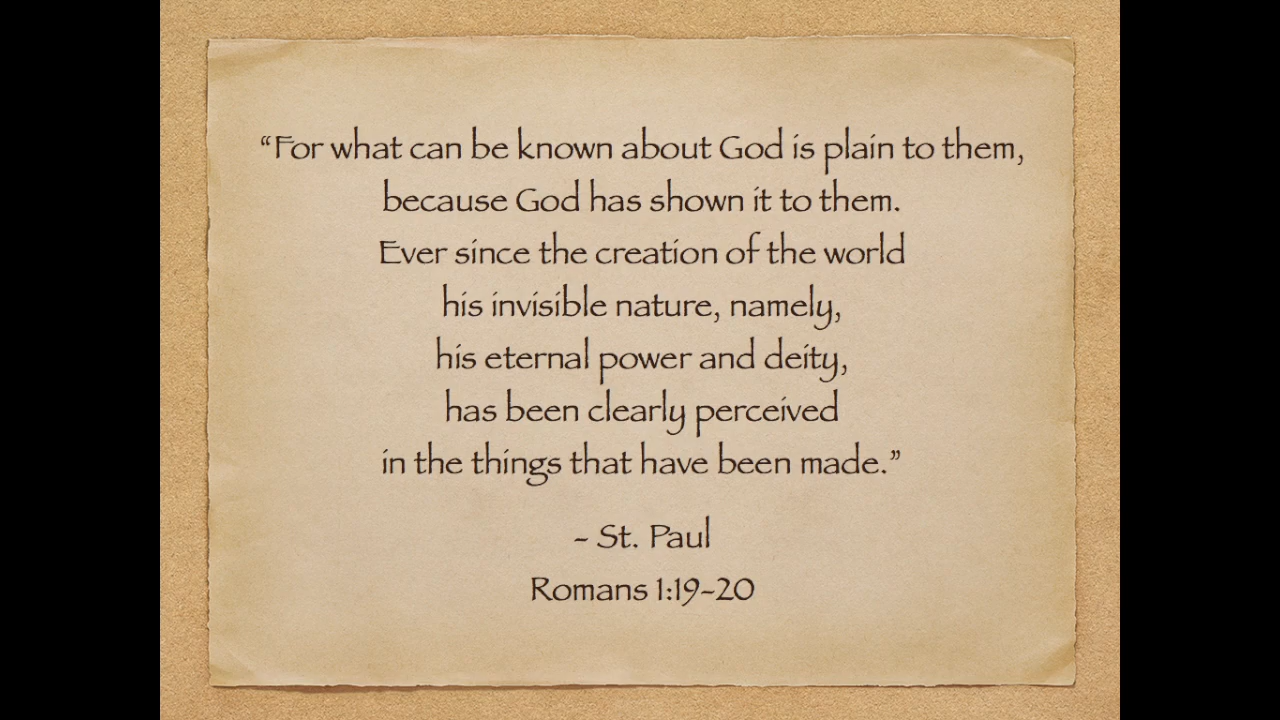 “For what can be known about God is plain to them,
because God has shown it to them.
Ever since the creation of the world
his invisible nature, namely,
his eternal power and deity,
has been clearly perceived
in the things that have been made.”
- St. Paul
Romans 1:19-20